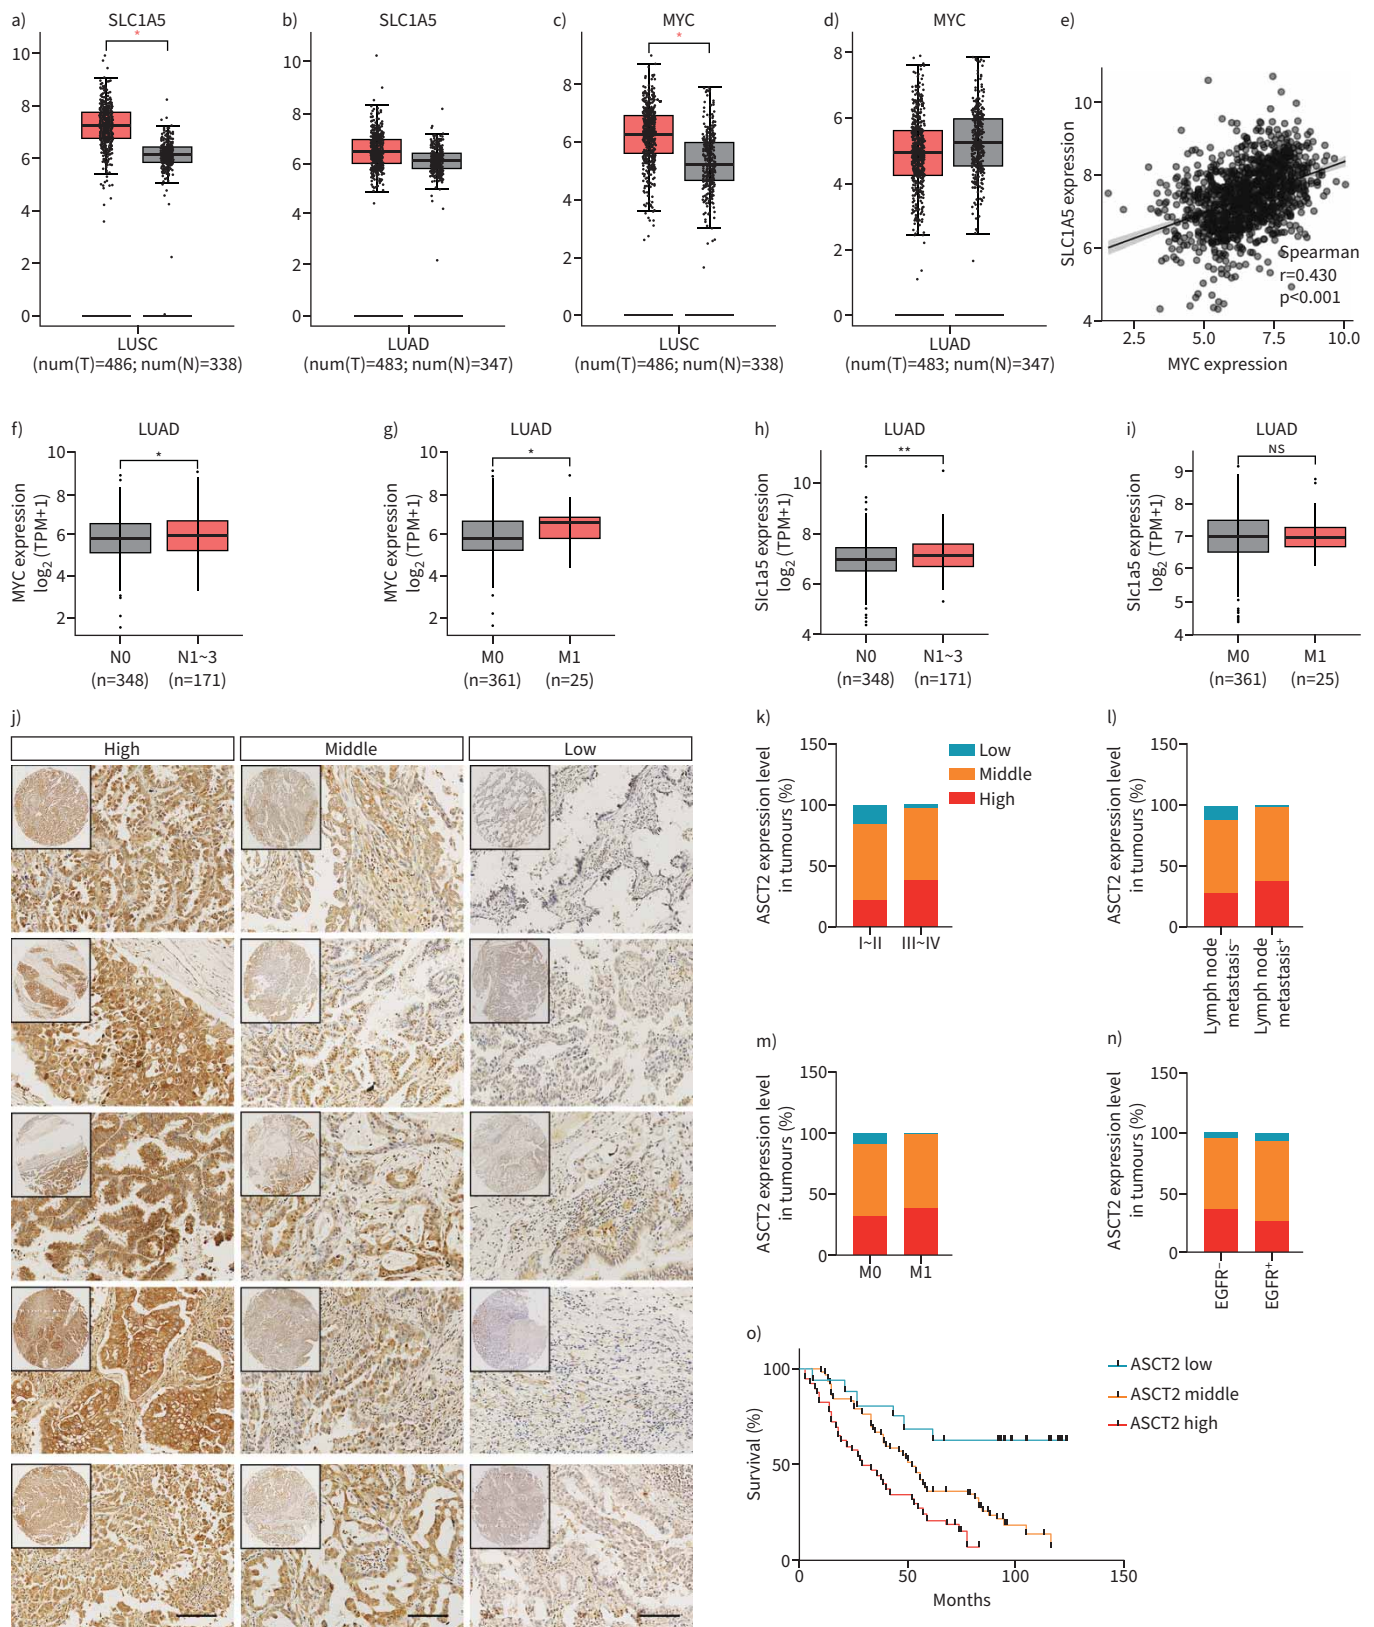 a)
SLC1A5
*
10
8
6
4
2
0
LUSC
(num(T)=486; num(N)=338)
b)
SLC1A5
10
8
6
4
2
0
LUAD
(num(T)=483; num(N)=347)
c)
MYC
*
8
6
4
2
0
LUSC
(num(T)=486; num(N)=338)
d)
MYC
8
6
4
2
0
LUAD
(num(T)=483; num(N)=347)
e)
SLC1A5 expression
10
8
6
4
Spearman
r=0.430
p<0.001
2.5 5.0 7.5 10.0
MYC expression
f)
LUAD
*
MYC expression
log₂ (TPM+1)
10
8
6
4
2
N0 N1~3
(n=348) (n=171)
g)
LUAD
*
MYC expression
log₂ (TPM+1)
10
8
6
4
2
M0 M1
(n=361) (n=25)
h)
LUAD
**
Slc1a5 expression
log₂ (TPM+1)
10
8
6
4
N0 N1~3
(n=348) (n=171)
i)
LUAD
NS
Slc1a5 expression
log₂ (TPM+1)
9
8
7
6
5
4
M0 M1
(n=361) (n=25)
j)
High Middle Low
k)
ASCT2 expression level
in tumours (%)
150
100
50
0
I~II III~IV
Low
Middle
High
l)
ASCT2 expression level
in tumours (%)
150
100
50
0
Lymph node
metastasis⁻
Lymph node
metastasis⁺
m)
ASCT2 expression level
in tumours (%)
150
100
50
0
M0 M1
n)
ASCT2 expression level
in tumours (%)
150
100
50
0
EGFR⁻
EGFR⁺
o)
Survival (%)
100
50
0
0 50 100 150
Months
ASCT2 low
ASCT2 middle
ASCT2 high